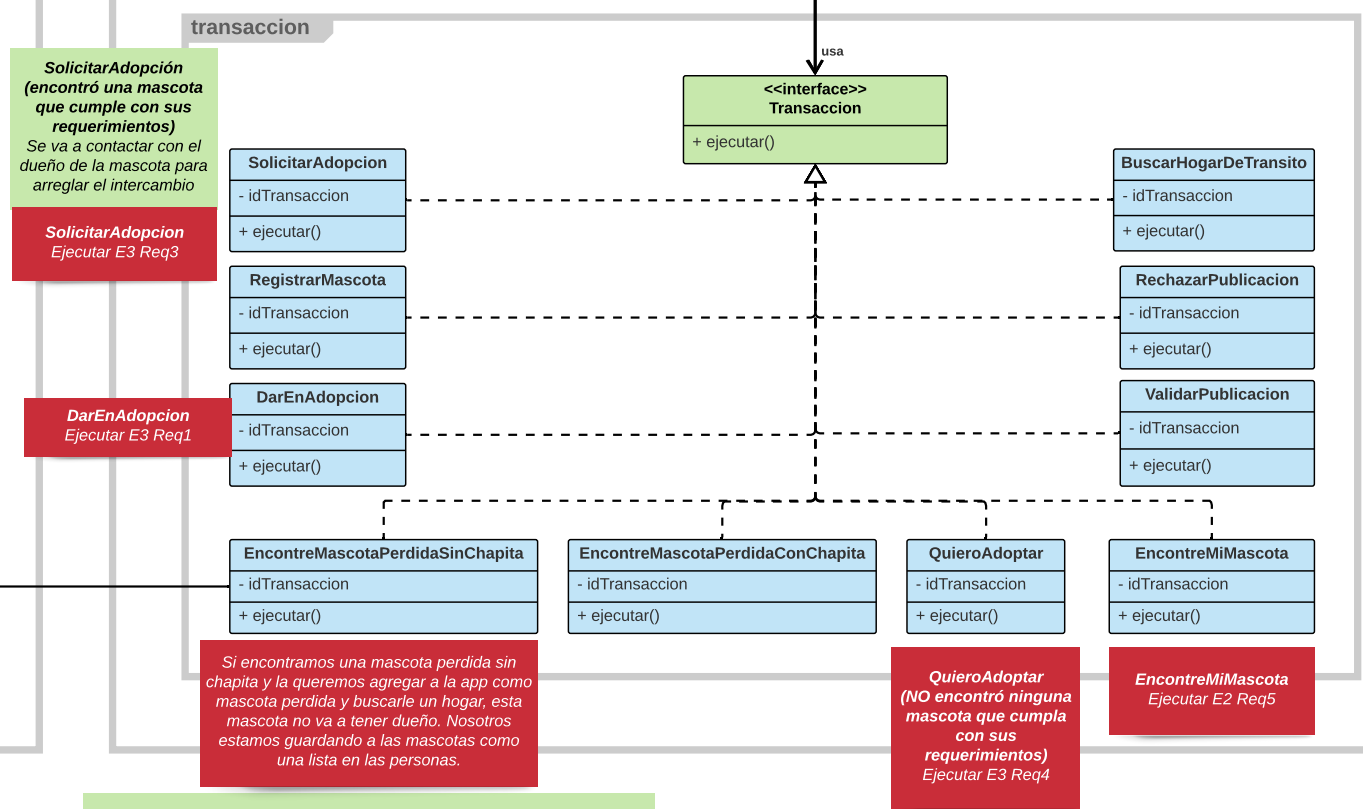 transaccion
usa
<<interface>>
Transaccion
+ ejecutar()
SolicitarAdopción
(encontró una mascota
que cumple con sus
requerimientos)
Se va a contactar con el
dueño de la mascota para
arreglar el intercambio
SolicitarAdopcion
Ejecutar E3 Req3
SolicitarAdopcion
- idTransaccion
+ ejecutar()
BuscarHogarDeTransito
- idTransaccion
+ ejecutar()
RegistrarMascota
- idTransaccion
+ ejecutar()
RechazarPublicacion
- idTransaccion
+ ejecutar()
DarEnAdopcion
Ejecutar E3 Req1
DarEnAdopcion
- idTransaccion
+ ejecutar()
ValidarPublicacion
- idTransaccion
+ ejecutar()
EncontreMascotaPerdidaSinChapita
- idTransaccion
+ ejecutar()
EncontreMascotaPerdidaConChapita
- idTransaccion
+ ejecutar()
QuieroAdoptar
- idTransaccion
+ ejecutar()
EncontreMiMascota
- idTransaccion
+ ejecutar()
Si encontramos una mascota perdida sin
chapita y la queremos agregar a la app como
mascota perdida y buscarle un hogar, esta
mascota no va a tener dueño. Nosotros
estamos guardando a las mascotas como
una lista en las personas.
QuieroAdoptar
(NO encontró ninguna
mascota que cumpla
con sus
requerimientos)
Ejecutar E3 Req4
EncontreMiMascota
Ejecutar E2 Req5